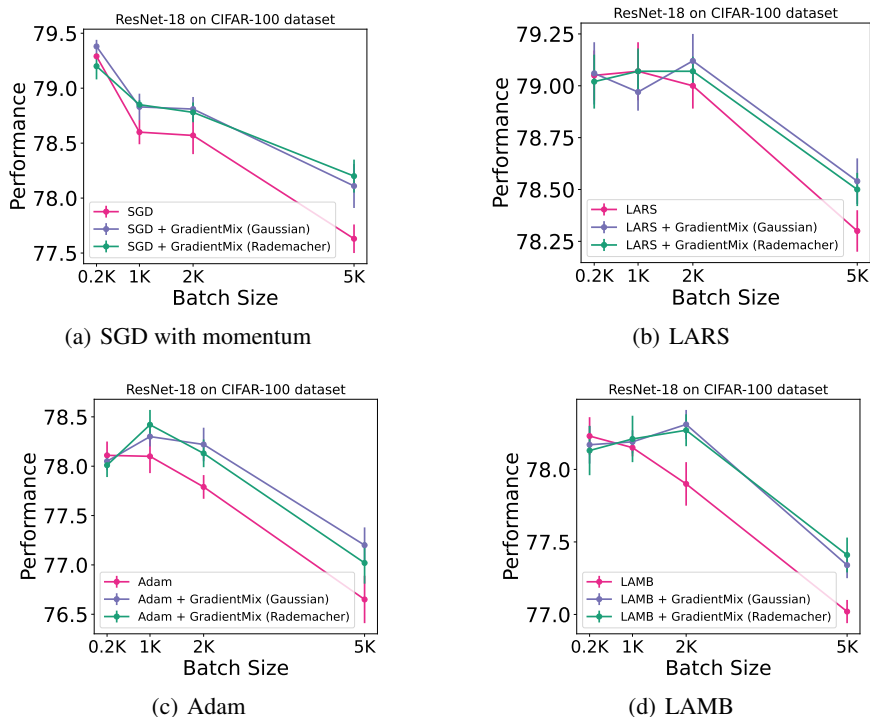 ResNet-18 on CIFAR-100 dataset
79.5
79.0
78.5
78.0
77.5
Performance
SGD
SGD + GradientMix (Gaussian)
SGD + GradientMix (Rademacher)
0.2K 1K 2K 5K
Batch Size
(a) SGD with momentum
ResNet-18 on CIFAR-100 dataset
79.25
79.00
78.75
78.50
78.25
Performance
LARS
LARS + GradientMix (Gaussian)
LARS + GradientMix (Rademacher)
0.2K 1K 2K 5K
Batch Size
(b) LARS
ResNet-18 on CIFAR-100 dataset
78.5
78.0
77.5
77.0
76.5
Performance
Adam
Adam + GradientMix (Gaussian)
Adam + GradientMix (Rademacher)
0.2K 1K 2K 5K
Batch Size
(c) Adam
ResNet-18 on CIFAR-100 dataset
78.0
77.5
77.0
Performance
LAMB
LAMB + GradientMix (Gaussian)
LAMB + GradientMix (Rademacher)
0.2K 1K 2K 5K
Batch Size
(d) LAMB